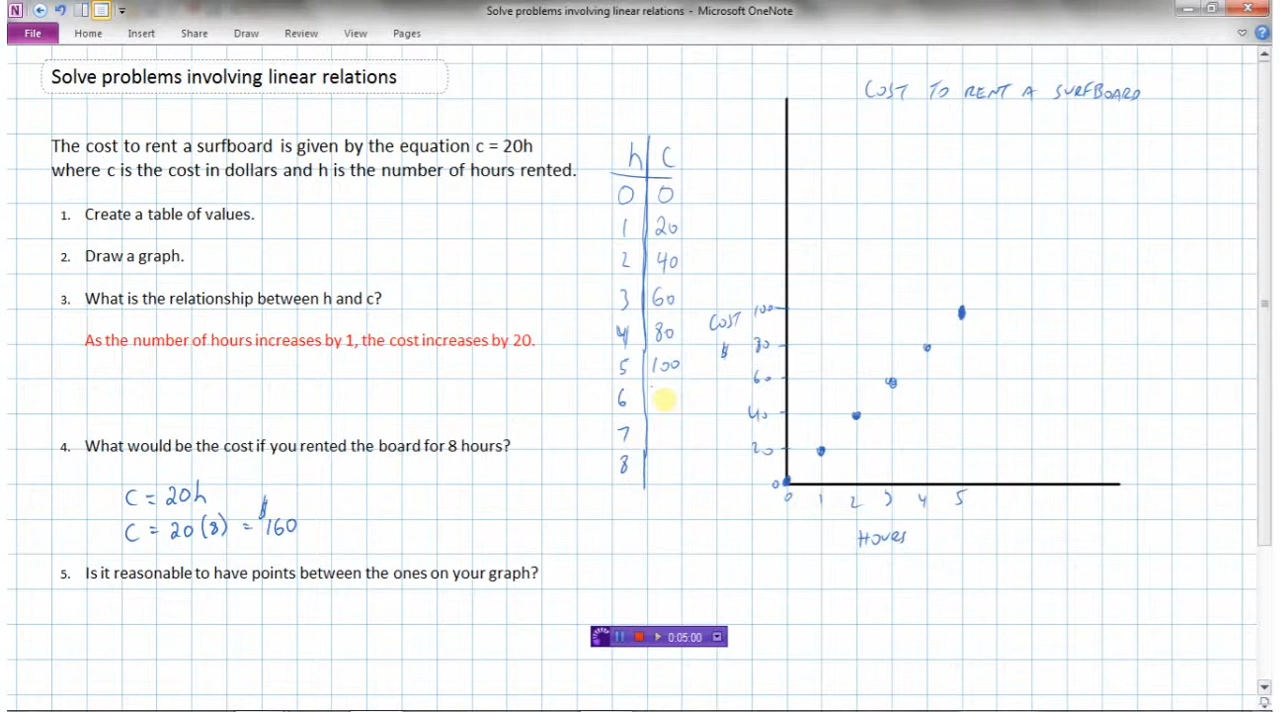 Solve problems involving linear relations - Microsoft OneNote
File Home Insert Share Draw Review View Pages
Solve problems involving linear relations
The cost to rent a surfboard is given by the equation c = 20h
where c is the cost in dollars and h is the number of hours rented.
1. Create a table of values.
2. Draw a graph.
3. What is the relationship between h and c?
As the number of hours increases by 1, the cost increases by 20.
4. What would be the cost if you rented the board for 8 hours?
C = 20h
C = 20(8) = $160
5. Is it reasonable to have points between the ones on your graph?
h C
0 0
1 20
2 40
3 60
4 80
5 100
6
7
8
COST TO RENT A SURFBOARD
COST
$
100
80
60
40
20
0
0 1 2 3 4 5
HOURS
0:05:00